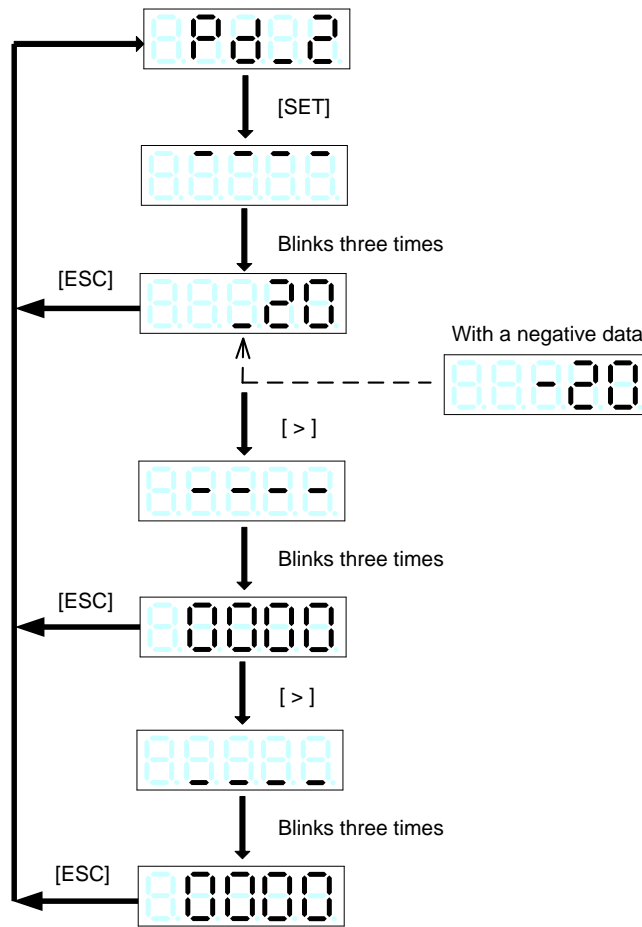 Pd_2
[SET]
- - - -
Blinks three times
[ESC]
_20
With a negative data
-20
[ > ]
- - - -
Blinks three times
[ESC]
0000
[ > ]
_ _ _ _
Blinks three times
[ESC]
0000